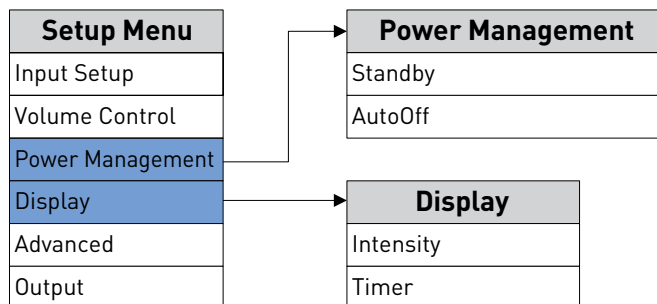 Setup Menu
Input Setup
Volume Control
Power Management
Display
Advanced
Output
Power Management
Standby
AutoOff
Display
Intensity
Timer